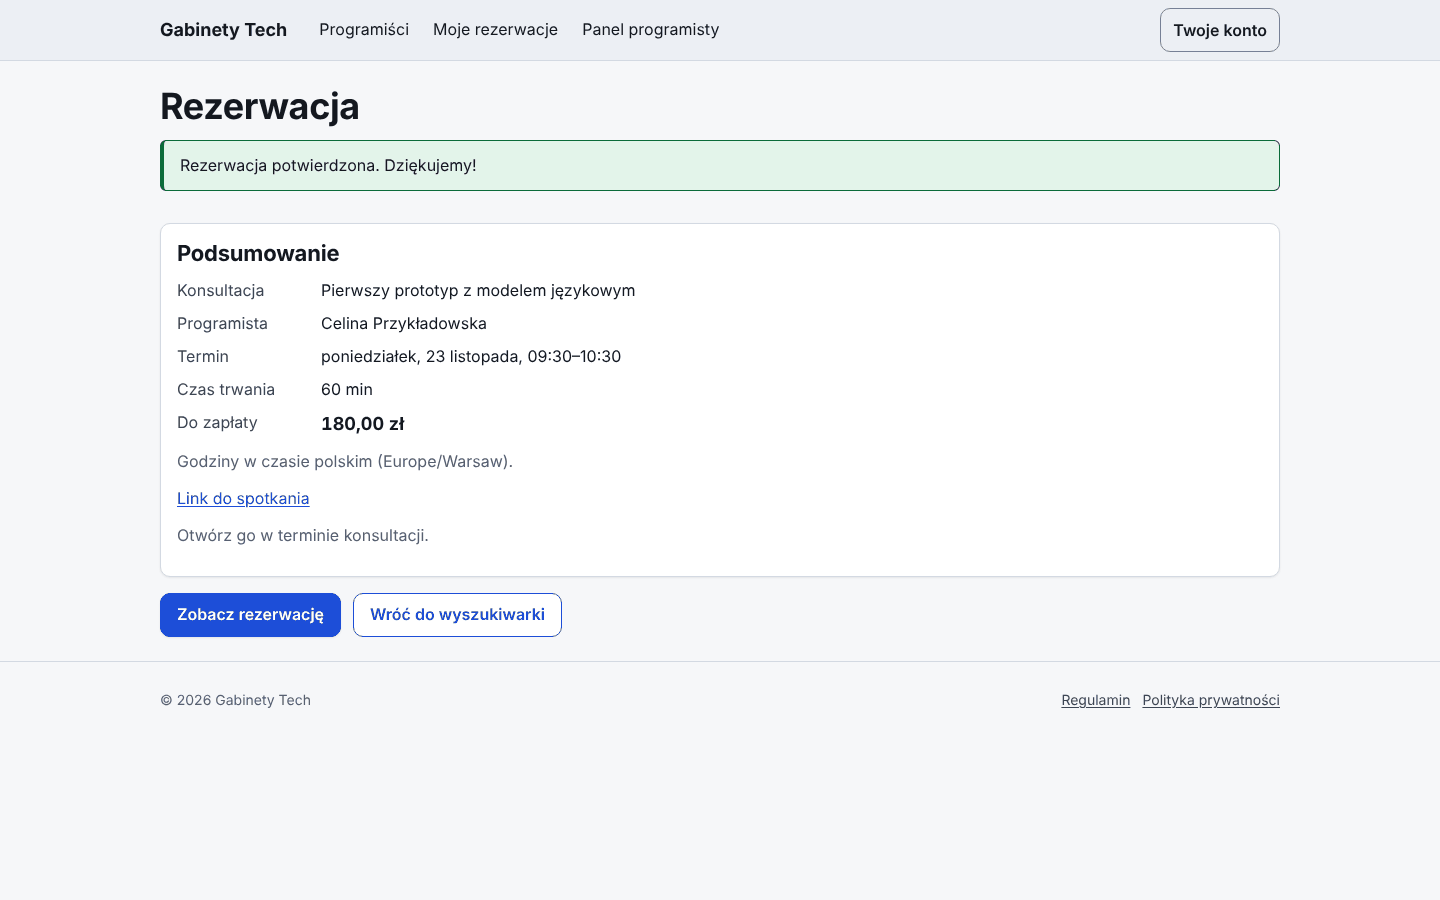 Gabinety Tech Programiści Moje rezerwacje Panel programisty Twoje konto
Rezerwacja
Rezerwacja potwierdzona. Dziękujemy!
Podsumowanie
Konsultacja Pierwszy prototyp z modelem językowym
Programista Celina Przykładowska
Termin poniedziałek, 23 listopada, 09:30–10:30
Czas trwania 60 min
Do zapłaty 180,00 zł
Godziny w czasie polskim (Europe/Warsaw).
Link do spotkania
Otwórz go w terminie konsultacji.
Zobacz rezerwację Wróć do wyszukiwarki
© 2026 Gabinety Tech Regulamin Polityka prywatności